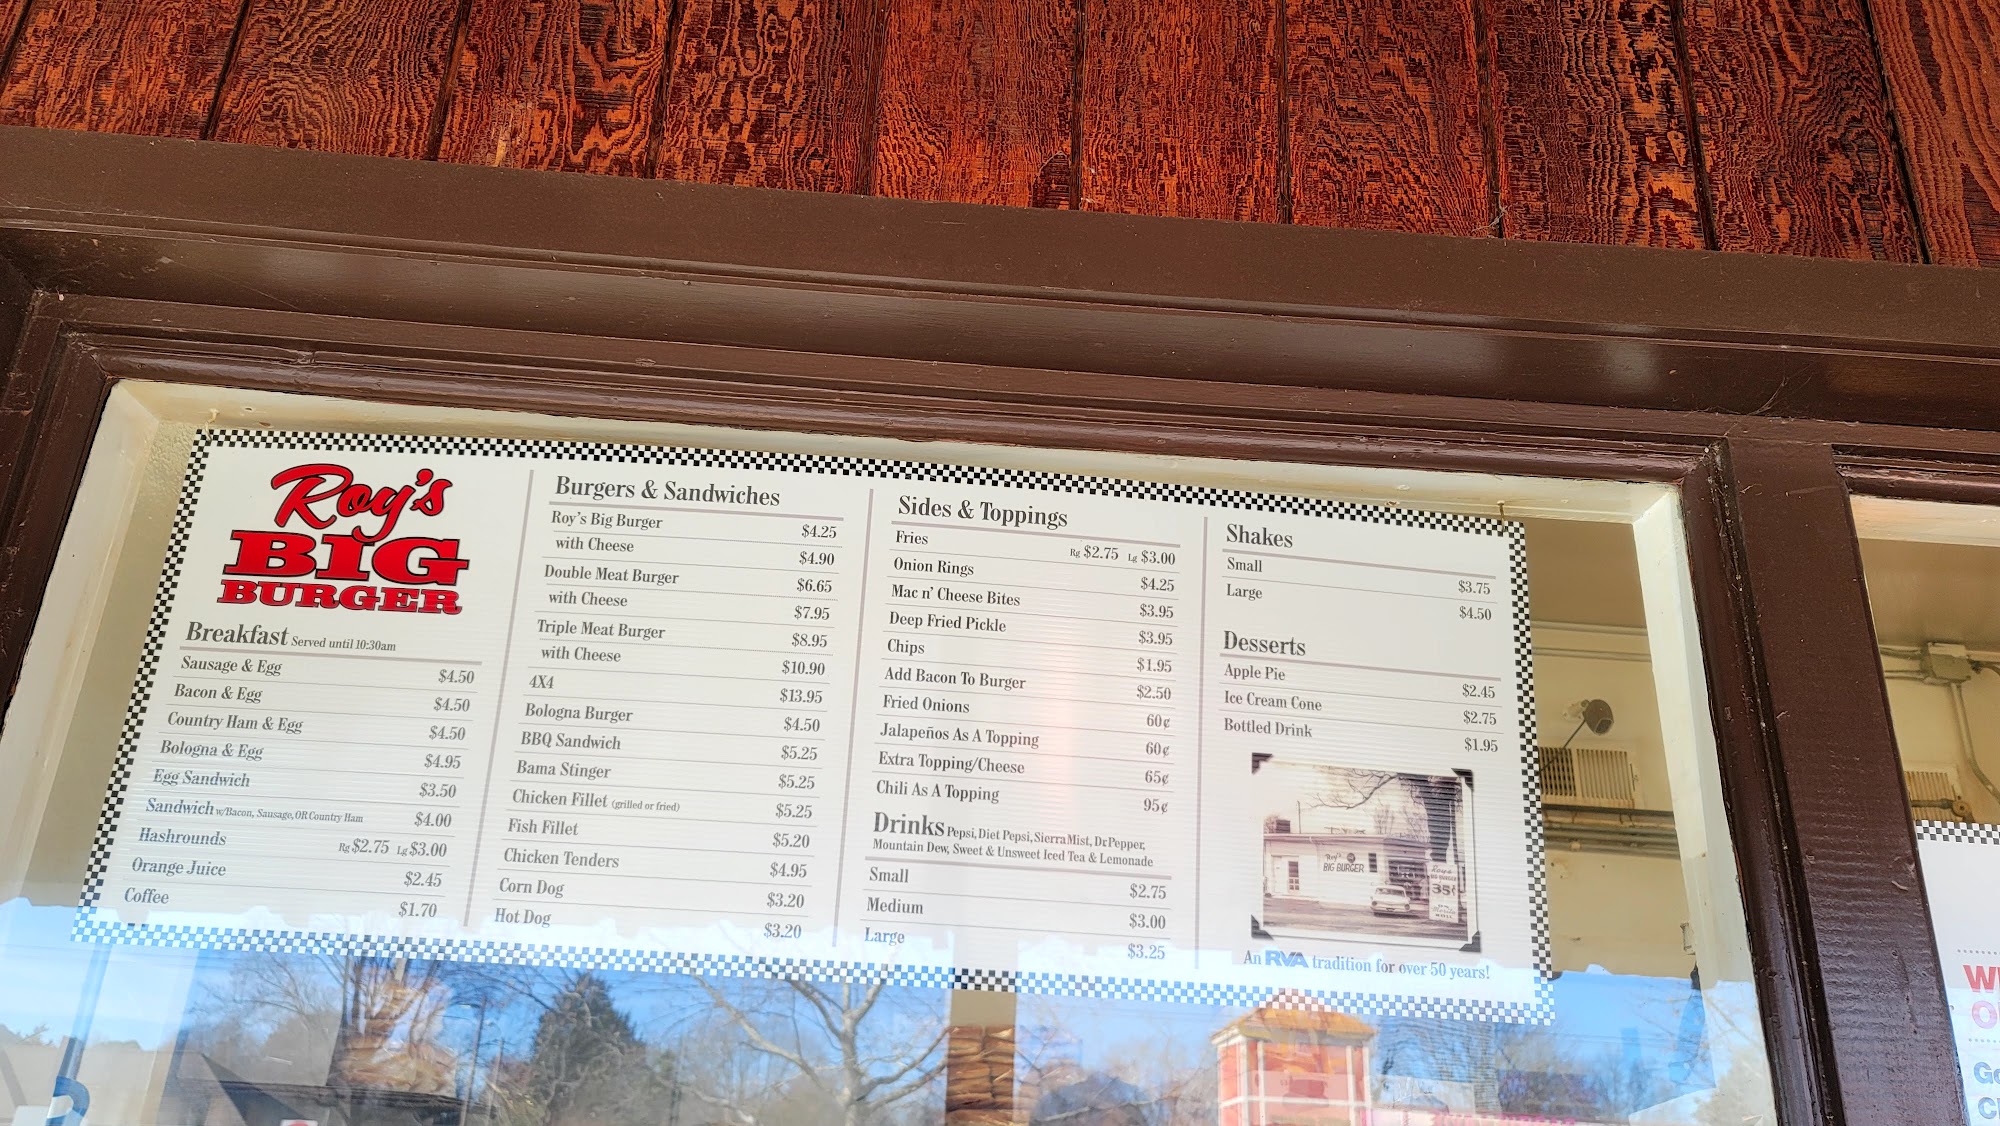 Roy's
BIG
BURGER
Breakfast Served until 10:30am
Sausage & Egg $4.50
Bacon & Egg $4.50
Country Ham & Egg $4.50
Bologna & Egg $4.95
Egg Sandwich $3.50
Sandwich w/Bacon, Sausage, OR Country Ham $4.00
Hashrounds Rg $2.75 Lg $3.00
Orange Juice $2.45
Coffee $1.70
Burgers & Sandwiches
Roy's Big Burger $4.25
with Cheese $4.90
Double Meat Burger $6.65
with Cheese $7.95
Triple Meat Burger $8.95
with Cheese $10.90
4X4 $13.95
Bologna Burger $4.50
BBQ Sandwich $5.25
Bama Stinger $5.25
Chicken Fillet (grilled or fried) $5.25
Fish Fillet $5.20
Chicken Tenders $4.95
Corn Dog $3.20
Hot Dog $3.20
Sides & Toppings
Fries Rg $2.75 Lg $3.00
Onion Rings $4.25
Mac n' Cheese Bites $3.95
Deep Fried Pickle $3.95
Chips $1.95
Add Bacon To Burger $2.50
Fried Onions 60¢
Jalapeños As A Topping 60¢
Extra Topping/Cheese 65¢
Chili As A Topping 95¢
Drinks Pepsi, Diet Pepsi, Sierra Mist, Dr Pepper,
Mountain Dew, Sweet & Unsweet Iced Tea & Lemonade
Small $2.75
Medium $3.00
Large $3.25
Shakes
Small $3.75
Large $4.50
Desserts
Apple Pie $2.45
Ice Cream Cone $2.75
Bottled Drink $1.95
Roy's
BIG BURGER
Roy's
BIG BURGER
35¢
An RVA tradition for over 50 years!